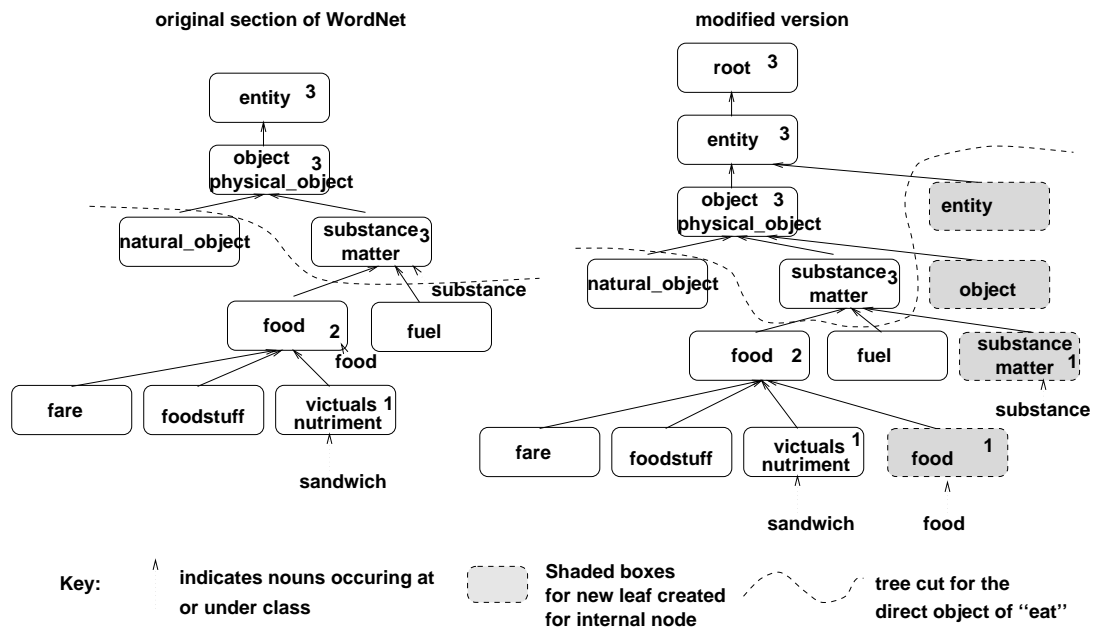 original section of WordNet
entity 3
object 3
physical_object
natural_object
substance 3
matter
substance
food 2
food
fuel
fare
foodstuff
victuals 1
nutriment
sandwich
modified version
root 3
entity 3
entity
object 3
physical_object
natural_object
substance 3
matter
object
food 2
fuel
substance
matter 1
substance
fare
foodstuff
victuals 1
nutriment
food 1
sandwich
food
Key:
indicates nouns occuring at
or under class
Shaded boxes
for new leaf created
for internal node
tree cut for the
direct object of "eat"